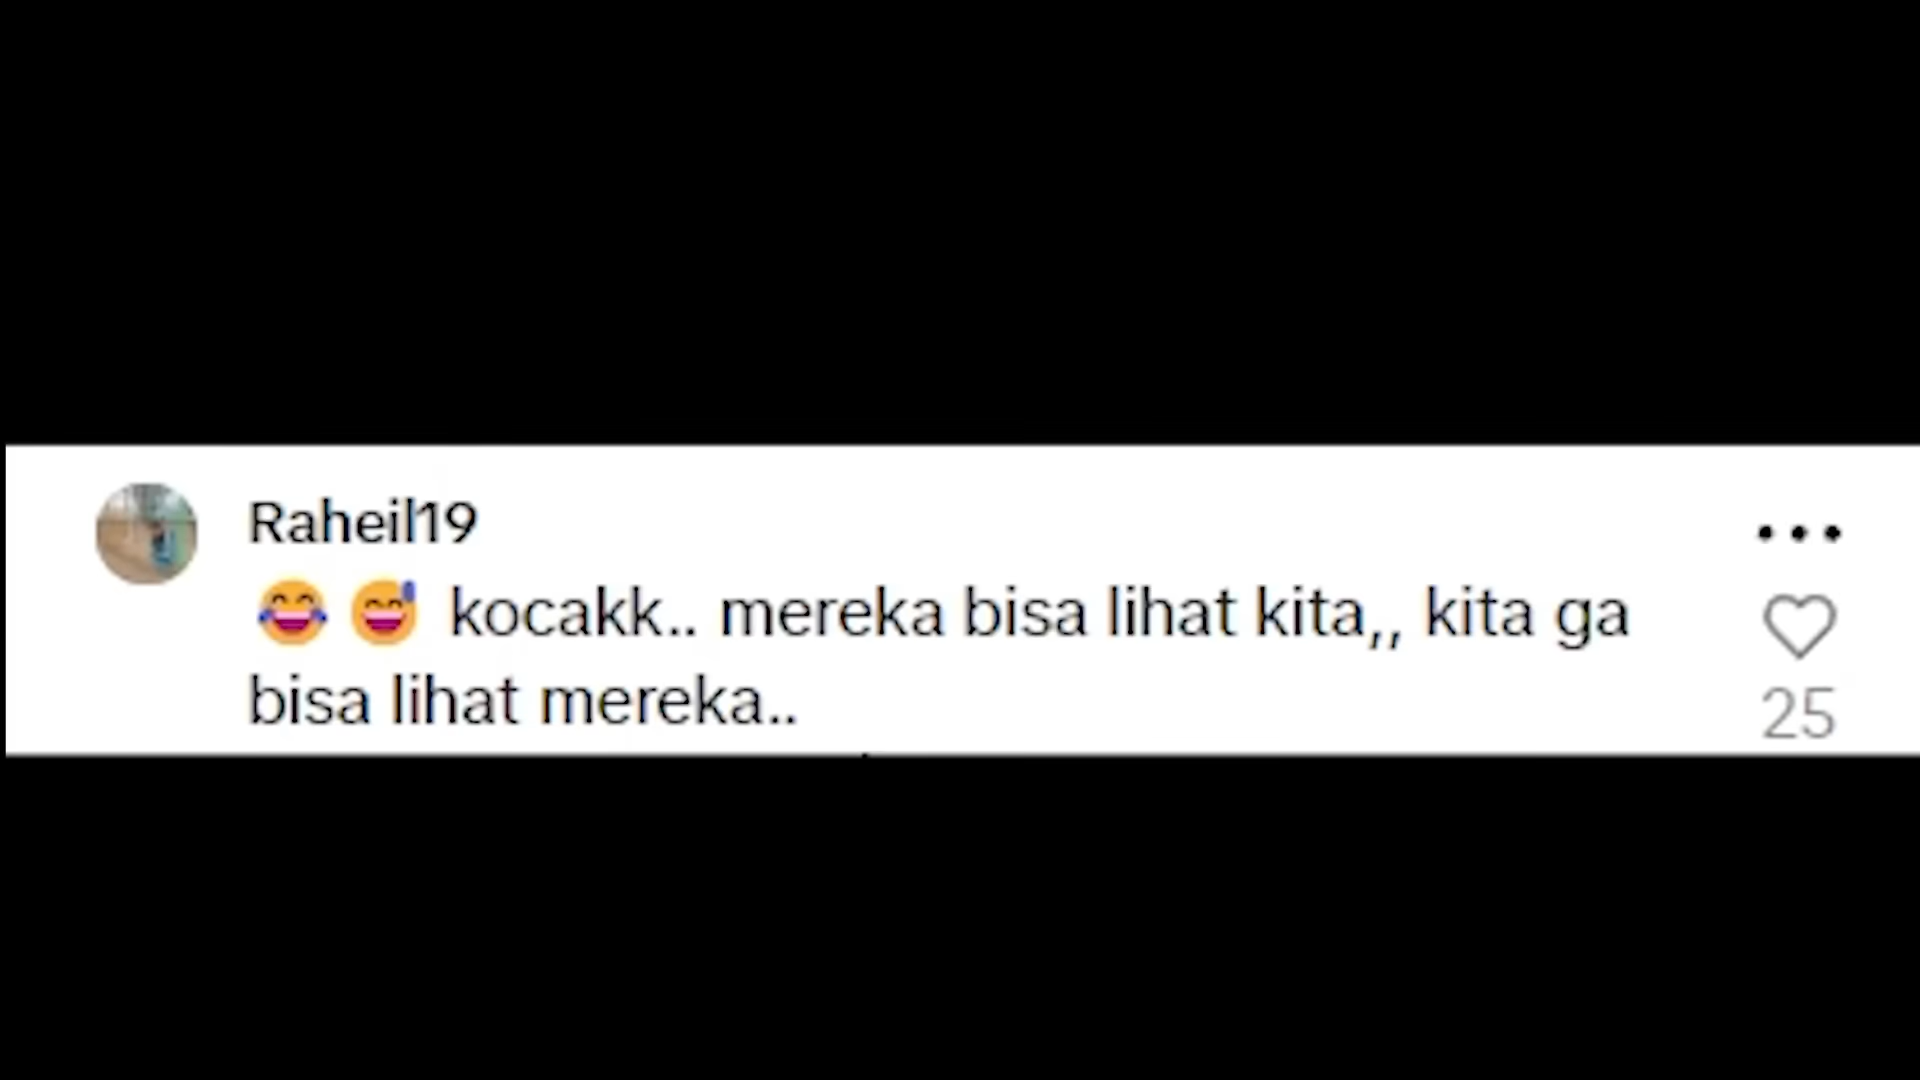 Raheil19
😂 😅 kocakk.. mereka bisa lihat kita,, kita ga
bisa lihat mereka..
25